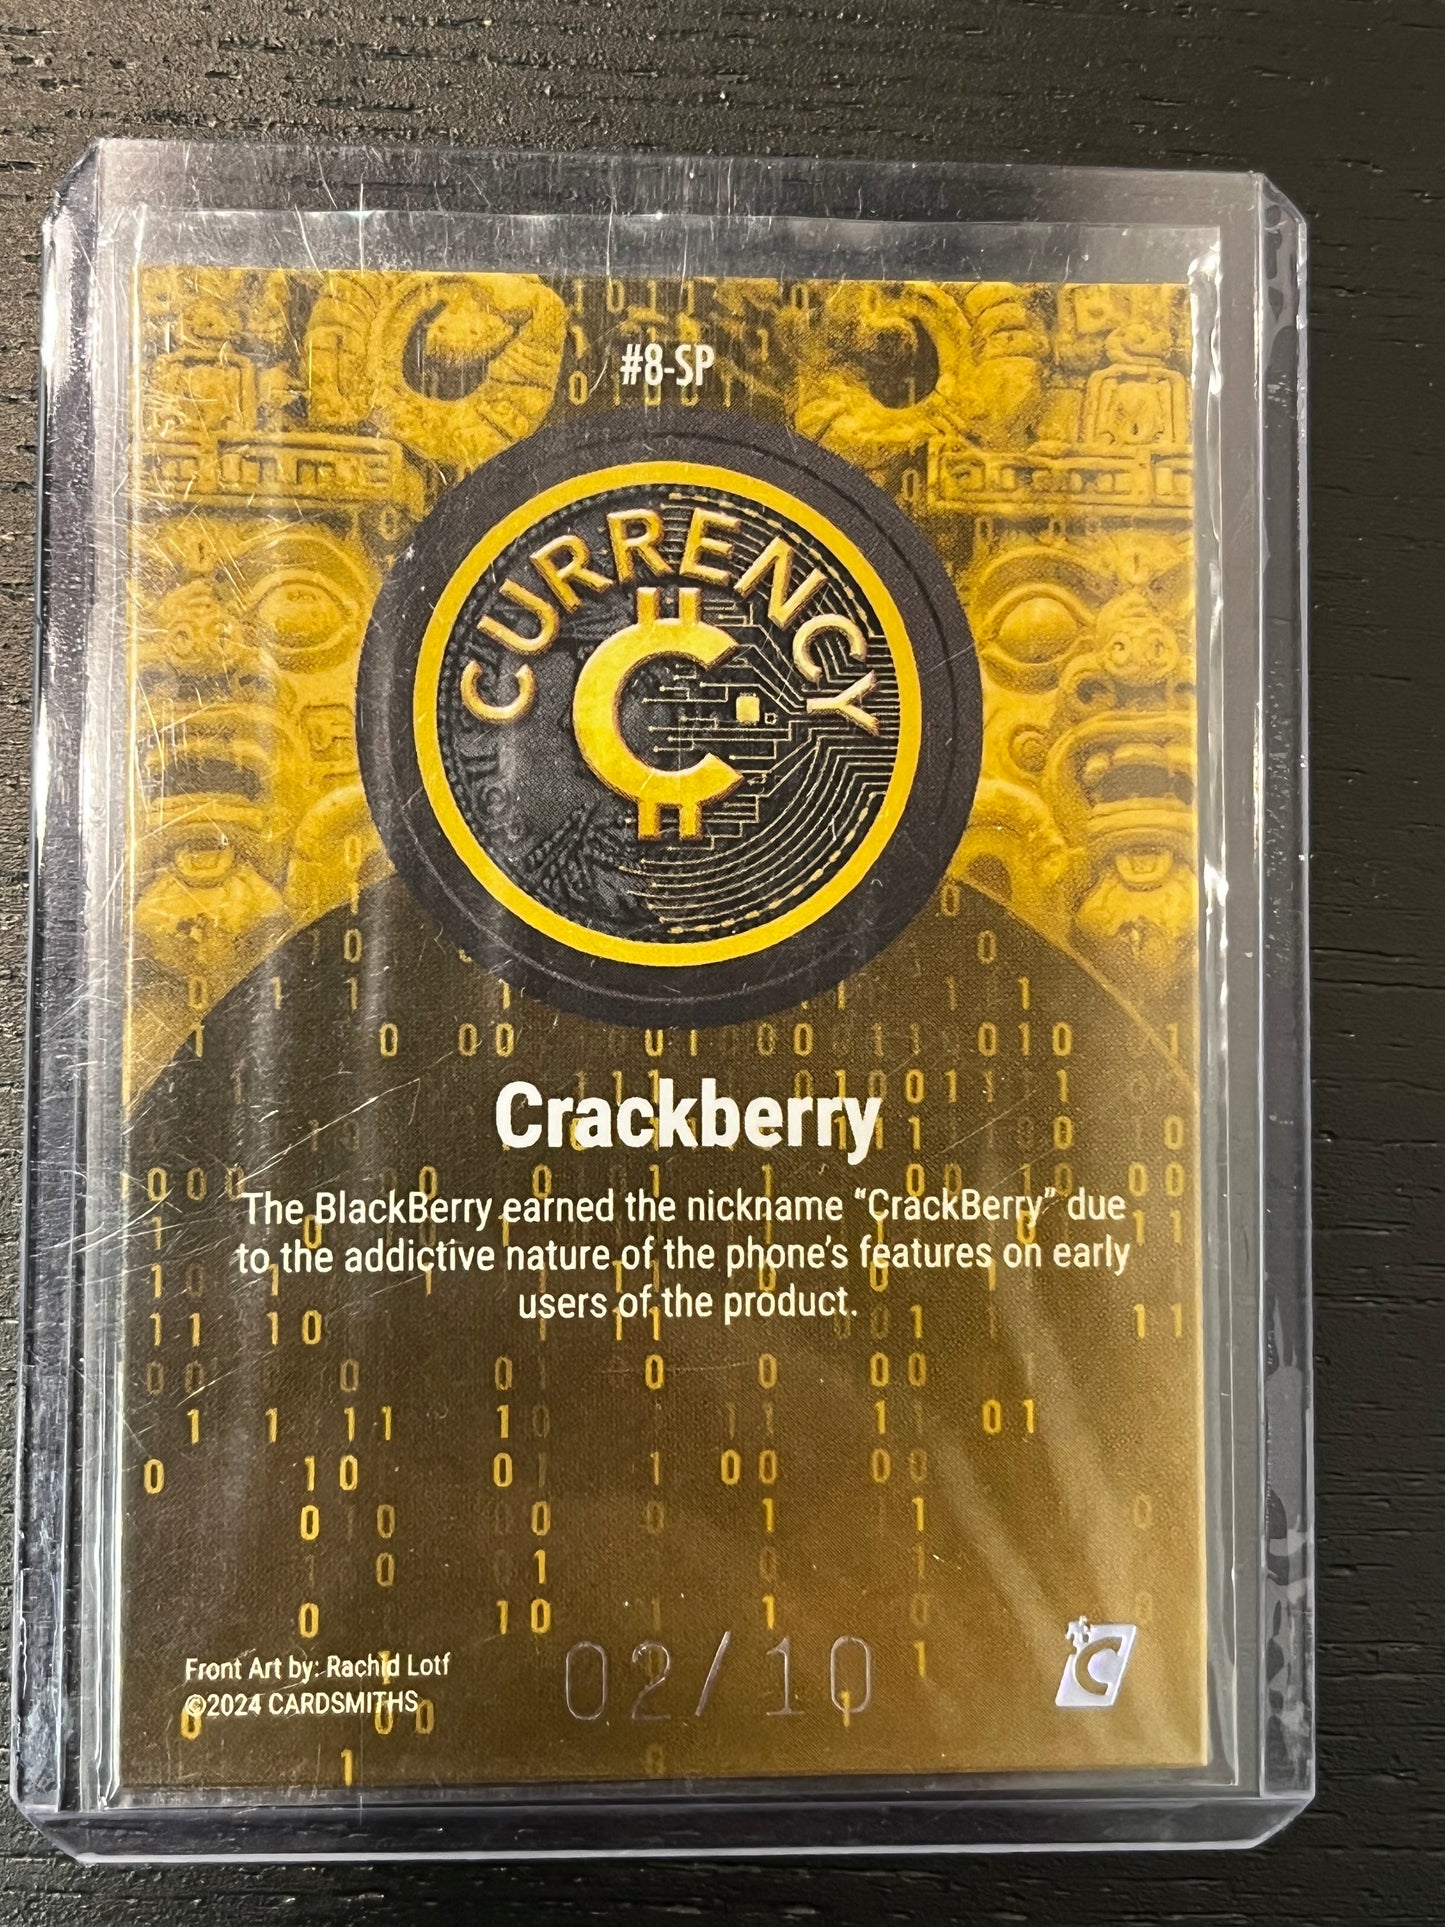 #8-SP
CURRENCY
Crackberry
The BlackBerry earned the nickname “CrackBerry” due
to the addictive nature of the phone’s features on early
users of the product.
Front Art by: Rachid Lotf
©2024 CARDSMITHS
02/10
C